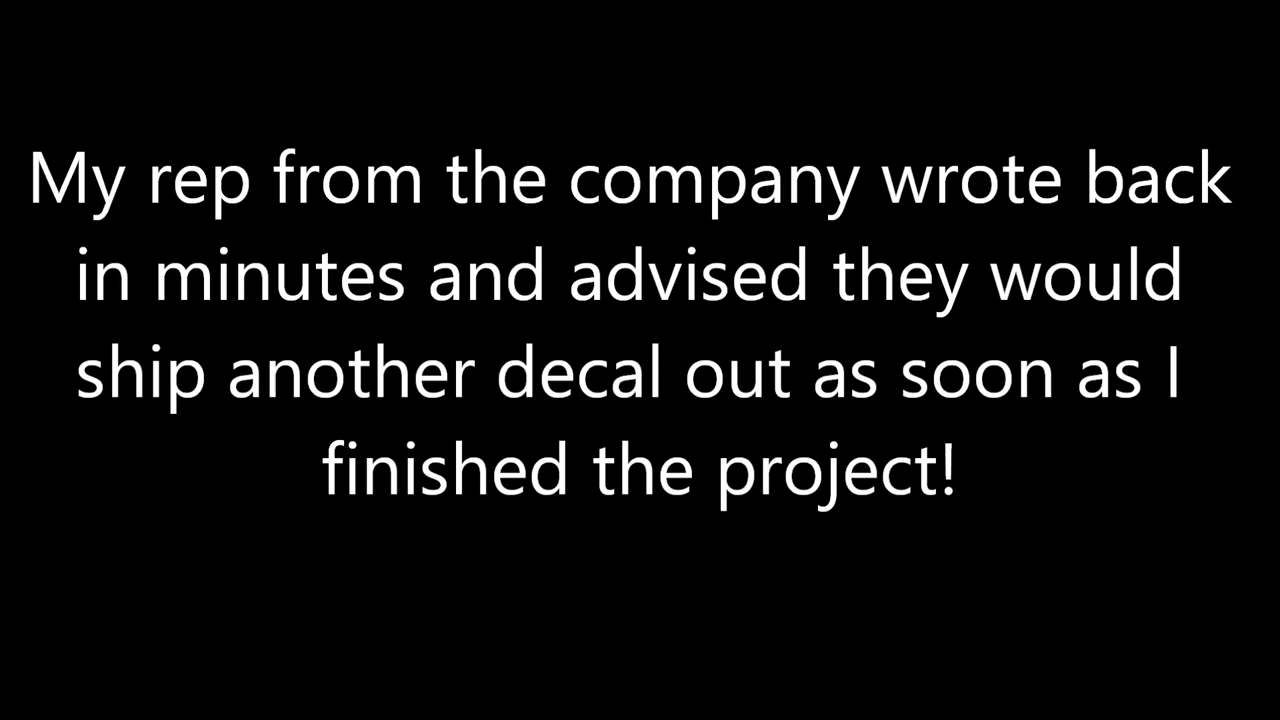 My rep from the company wrote back
in minutes and advised they would
ship another decal out as soon as I
finished the project!